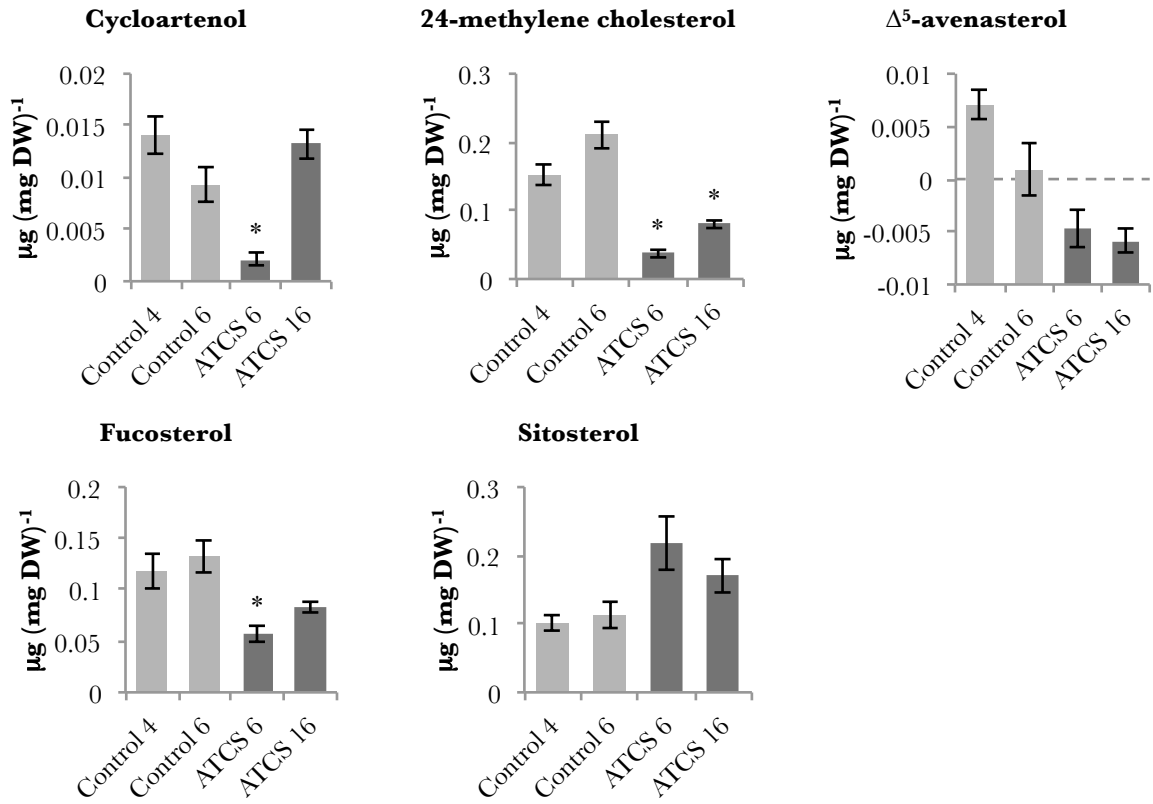 Cycloartenol
µg (mg DW)⁻¹
0.02
0.015
0.01
0.005
0
*
Control 4
Control 6
ATCS 6
ATCS 16
24-methylene cholesterol
µg (mg DW)⁻¹
0.3
0.2
0.1
0
*
*
Control 4
Control 6
ATCS 6
ATCS 16
Δ⁵-avenasterol
µg (mg DW)⁻¹
0.01
0.005
0
-0.005
-0.01
Control 4
Control 6
ATCS 6
ATCS 16
Fucosterol
µg (mg DW)⁻¹
0.2
0.15
0.1
0.05
0
*
Control 4
Control 6
ATCS 6
ATCS 16
Sitosterol
µg (mg DW)⁻¹
0.3
0.2
0.1
0
Control 4
Control 6
ATCS 6
ATCS 16